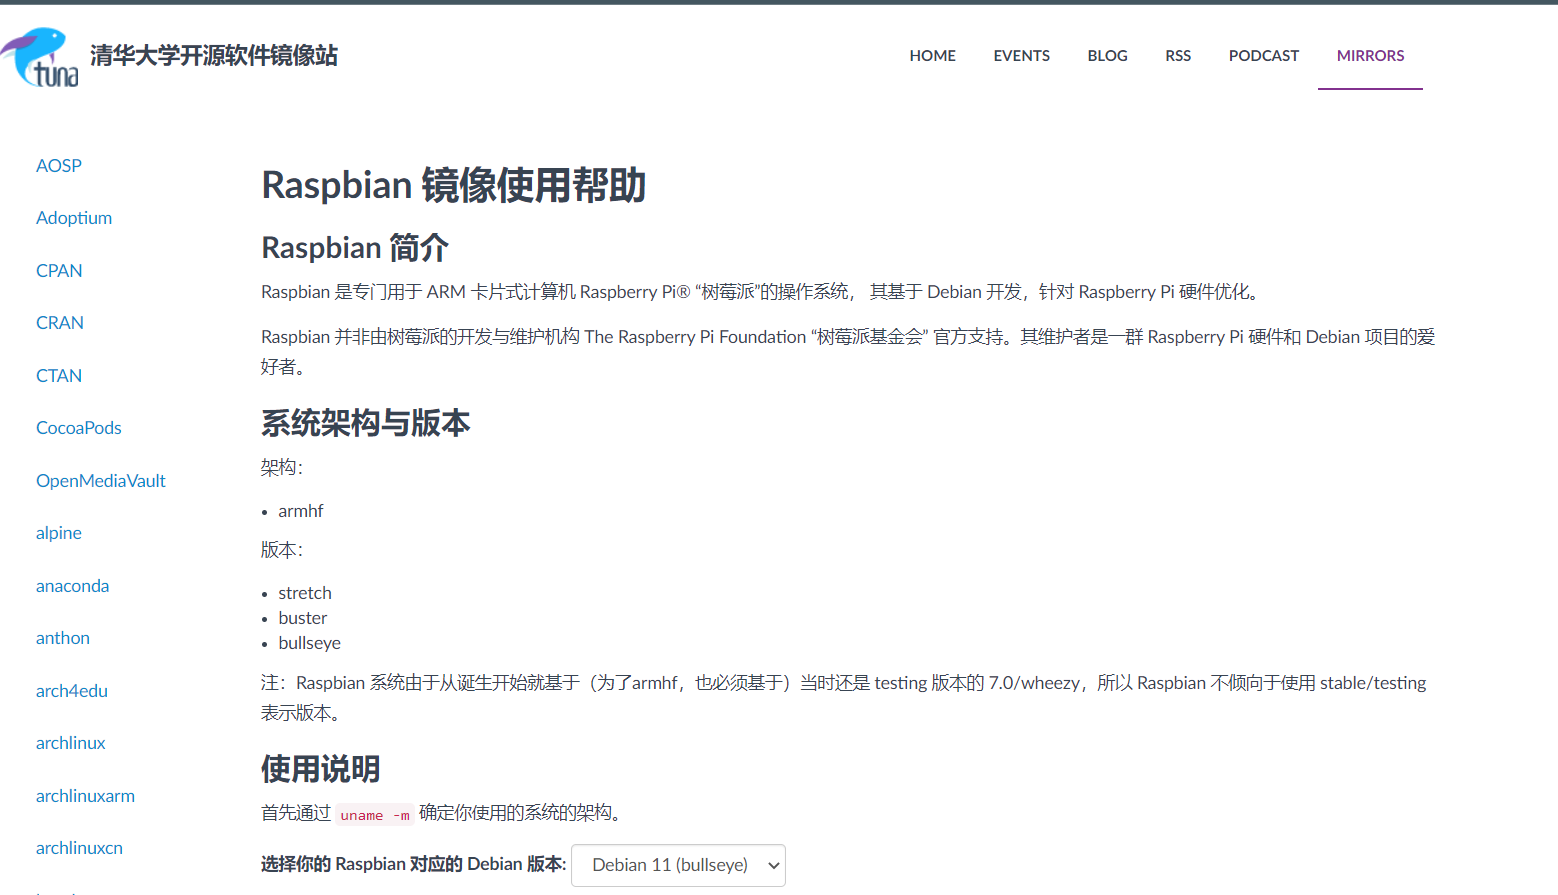 tuna
清华大学开源软件镜像站
HOME EVENTS BLOG RSS PODCAST MIRRORS
AOSP
Adoptium
CPAN
CRAN
CTAN
CocoaPods
OpenMediaVault
alpine
anaconda
anthon
arch4edu
archlinux
archlinuxarm
archlinuxcn
Raspbian 镜像使用帮助
Raspbian 简介
Raspbian 是专门用于 ARM 卡片式计算机 Raspberry Pi® “树莓派”的操作系统， 其基于 Debian 开发，针对 Raspberry Pi 硬件优化。
Raspbian 并非由树莓派的开发与维护机构 The Raspberry Pi Foundation “树莓派基金会” 官方支持。其维护者是一群 Raspberry Pi 硬件和 Debian 项目的爱
好者。
系统架构与版本
架构：
• armhf
版本：
• stretch
• buster
• bullseye
注：Raspbian 系统由于从诞生开始就基于（为了armhf，也必须基于）当时还是 testing 版本的 7.0/wheezy，所以 Raspbian 不倾向于使用 stable/testing
表示版本。
使用说明
首先通过 uname -m 确定你使用的系统的架构。
选择你的 Raspbian 对应的 Debian 版本: Debian 11 (bullseye)